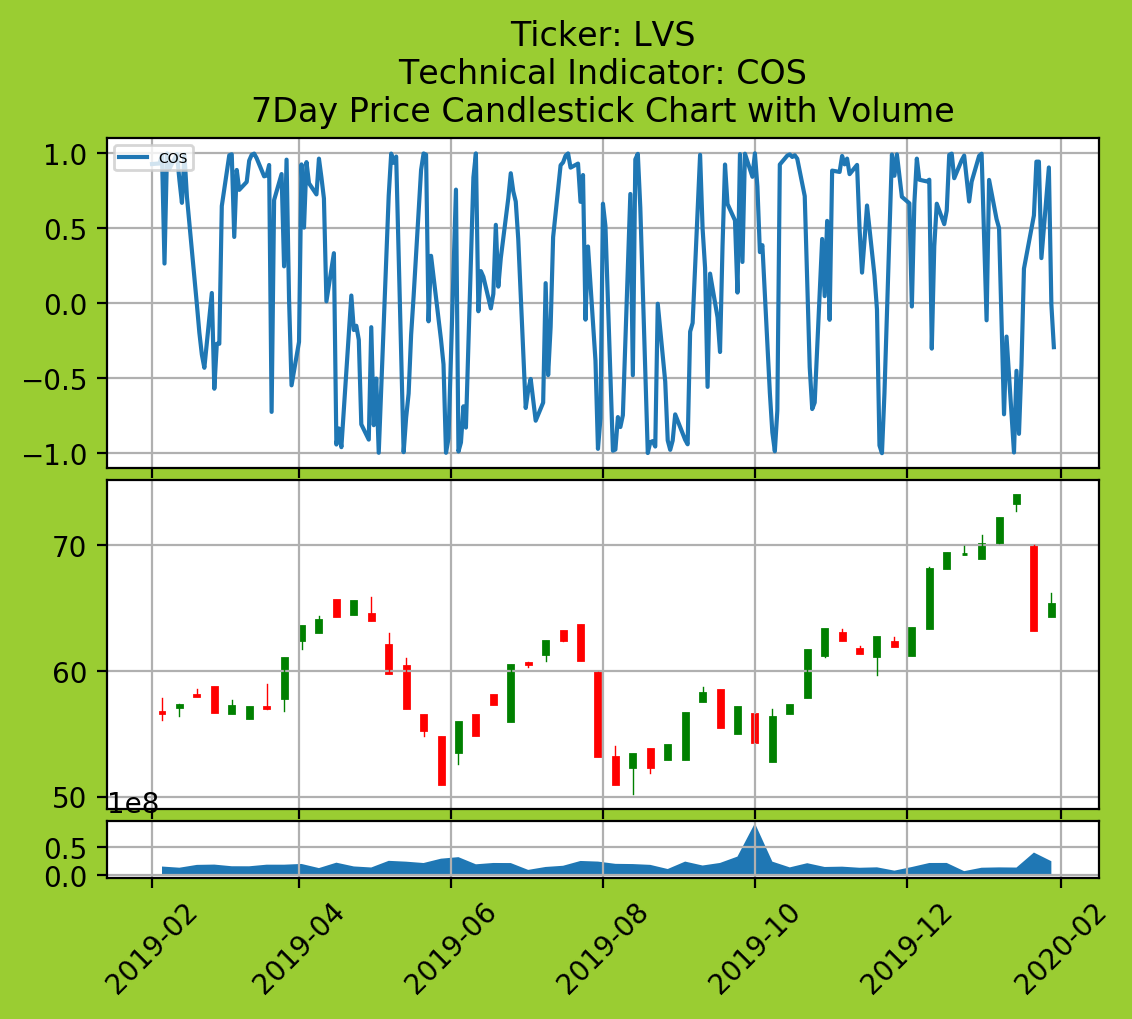 Ticker: LVS
Technical Indicator: COS
7Day Price Candlestick Chart with Volume
COS
1.0
0.5
0.0
−0.5
−1.0
70
60
50
1e8
0.5
0.0
2019-02 2019-04 2019-06 2019-08 2019-10 2019-12 2020-02